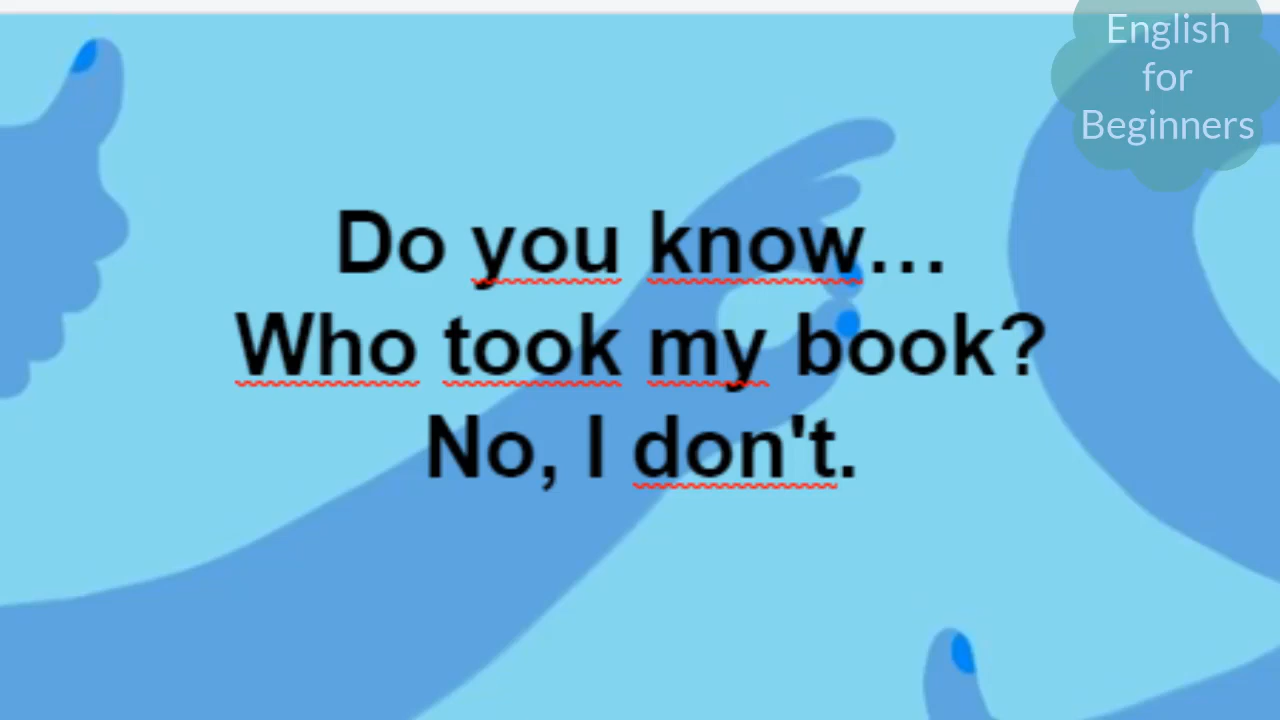 English
for
Beginners
Do you know...
Who took my book?
No, I don't.